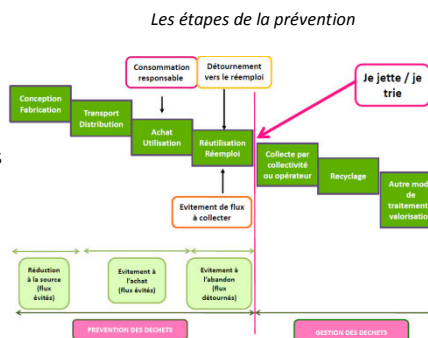 Les étapes de la prévention
Consommation
responsable
Détournement
vers le réemploi
Je jette / je
trie
Conception
Fabrication
Transport
Distribution
Achat
Utilisation
Réutilisation
Réemploi
Collecte par
collectivité
ou opérateur
Recyclage
Autre mod
de
traitement
valorisation
s
Evitement de flux
à collecter
Réduction
à la source
(flux
évités)
Evitement à
l'achat
(flux évités)
Evitement à
l'abandon
(flux
détournés)
PREVENTION DES DECHETS
GESTION DES DECHETS